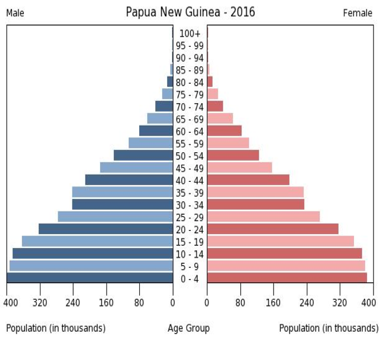 Male Papua New Guinea - 2016 Female
100+
95 - 99
90 - 94
85 - 89
80 - 84
75 - 79
70 - 74
65 - 69
60 - 64
55 - 59
50 - 54
45 - 49
40 - 44
35 - 39
30 - 34
25 - 29
20 - 24
15 - 19
10 - 14
5 - 9
0 - 4
400 320 240 160 80 0 0 80 160 240 320 400
Population (in thousands) Age Group Population (in thousands)